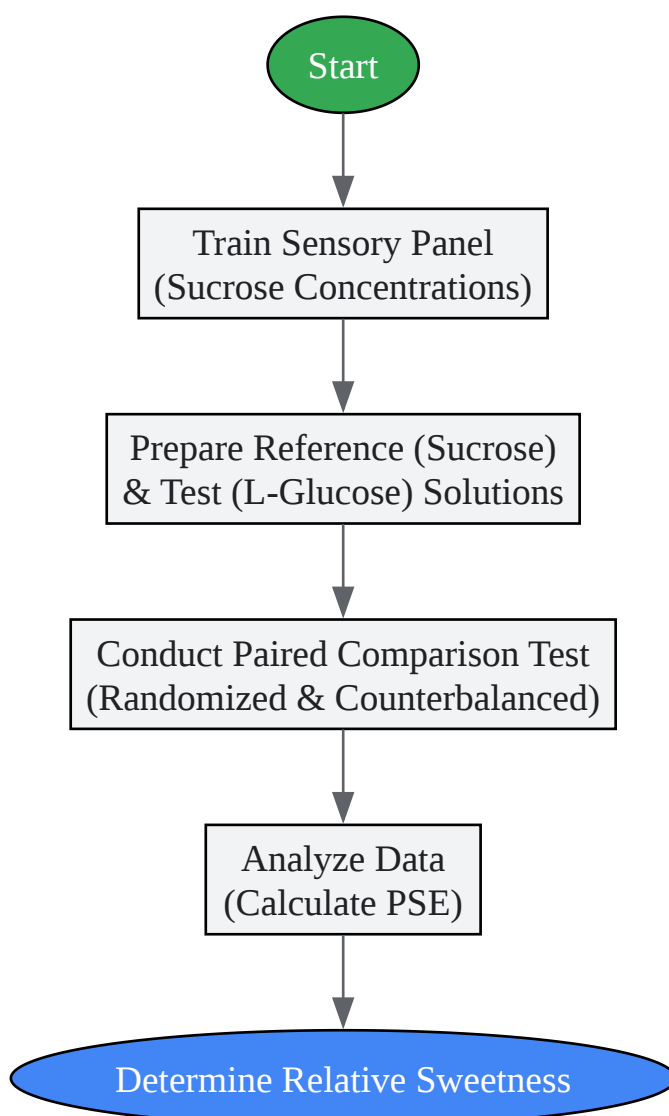 Start
Train Sensory Panel
(Sucrose Concentrations)
Prepare Reference (Sucrose)
& Test (L-Glucose) Solutions
Conduct Paired Comparison Test
(Randomized & Counterbalanced)
Analyze Data
(Calculate PSE)
Determine Relative Sweetness